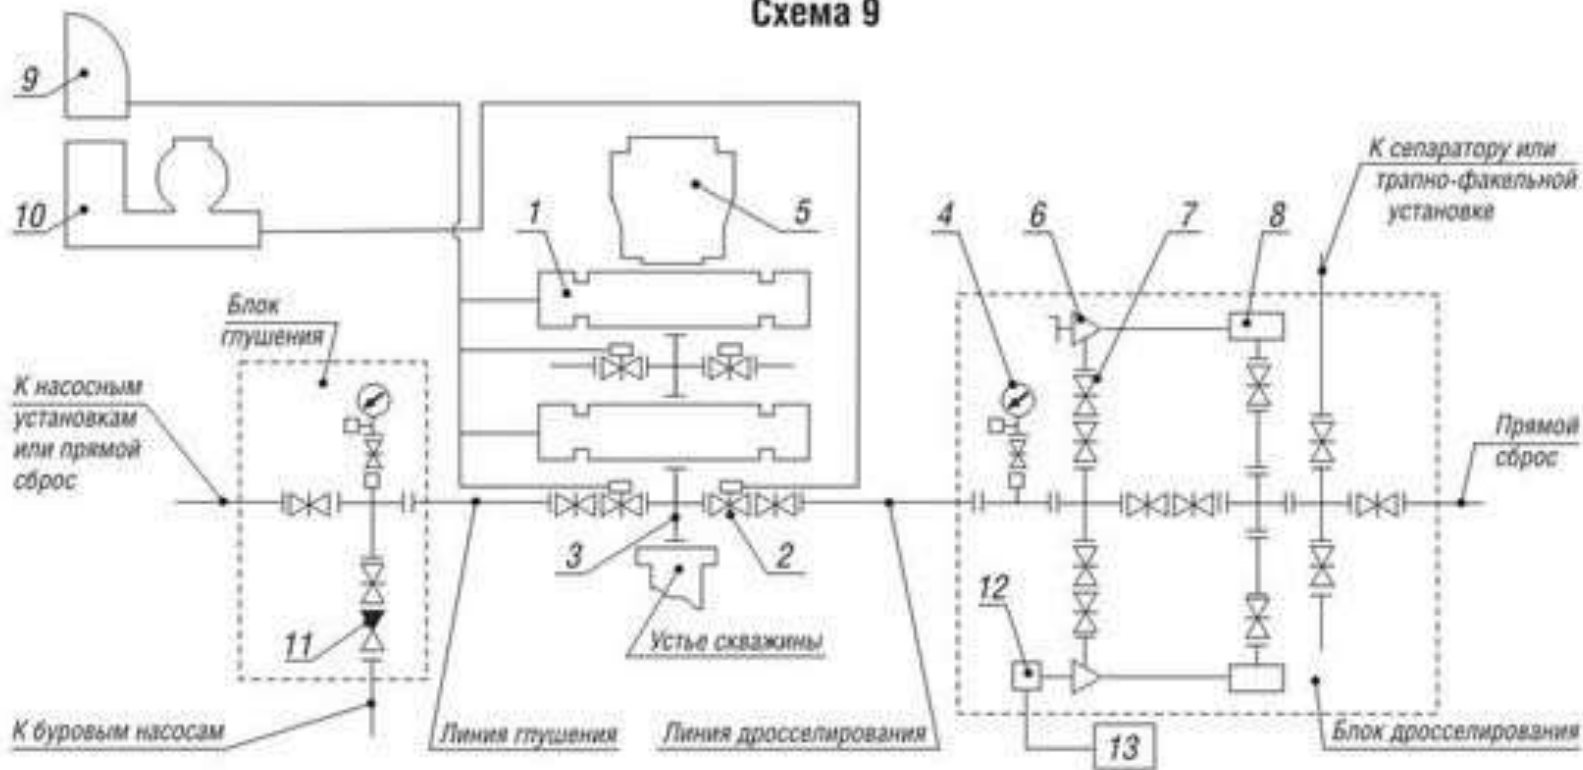 Схема 9
9
10
1
5
4
6
7
8
К сепаратору или
трапно-факельной
установке
Блок
глушения
К насосным
установкам
или прямой
сброс
Прямой
сброс
3
2
12
11
Устье скважины
К буровым насосам
Линия глушения
Линия дросселирования
13
Блок дросселирования